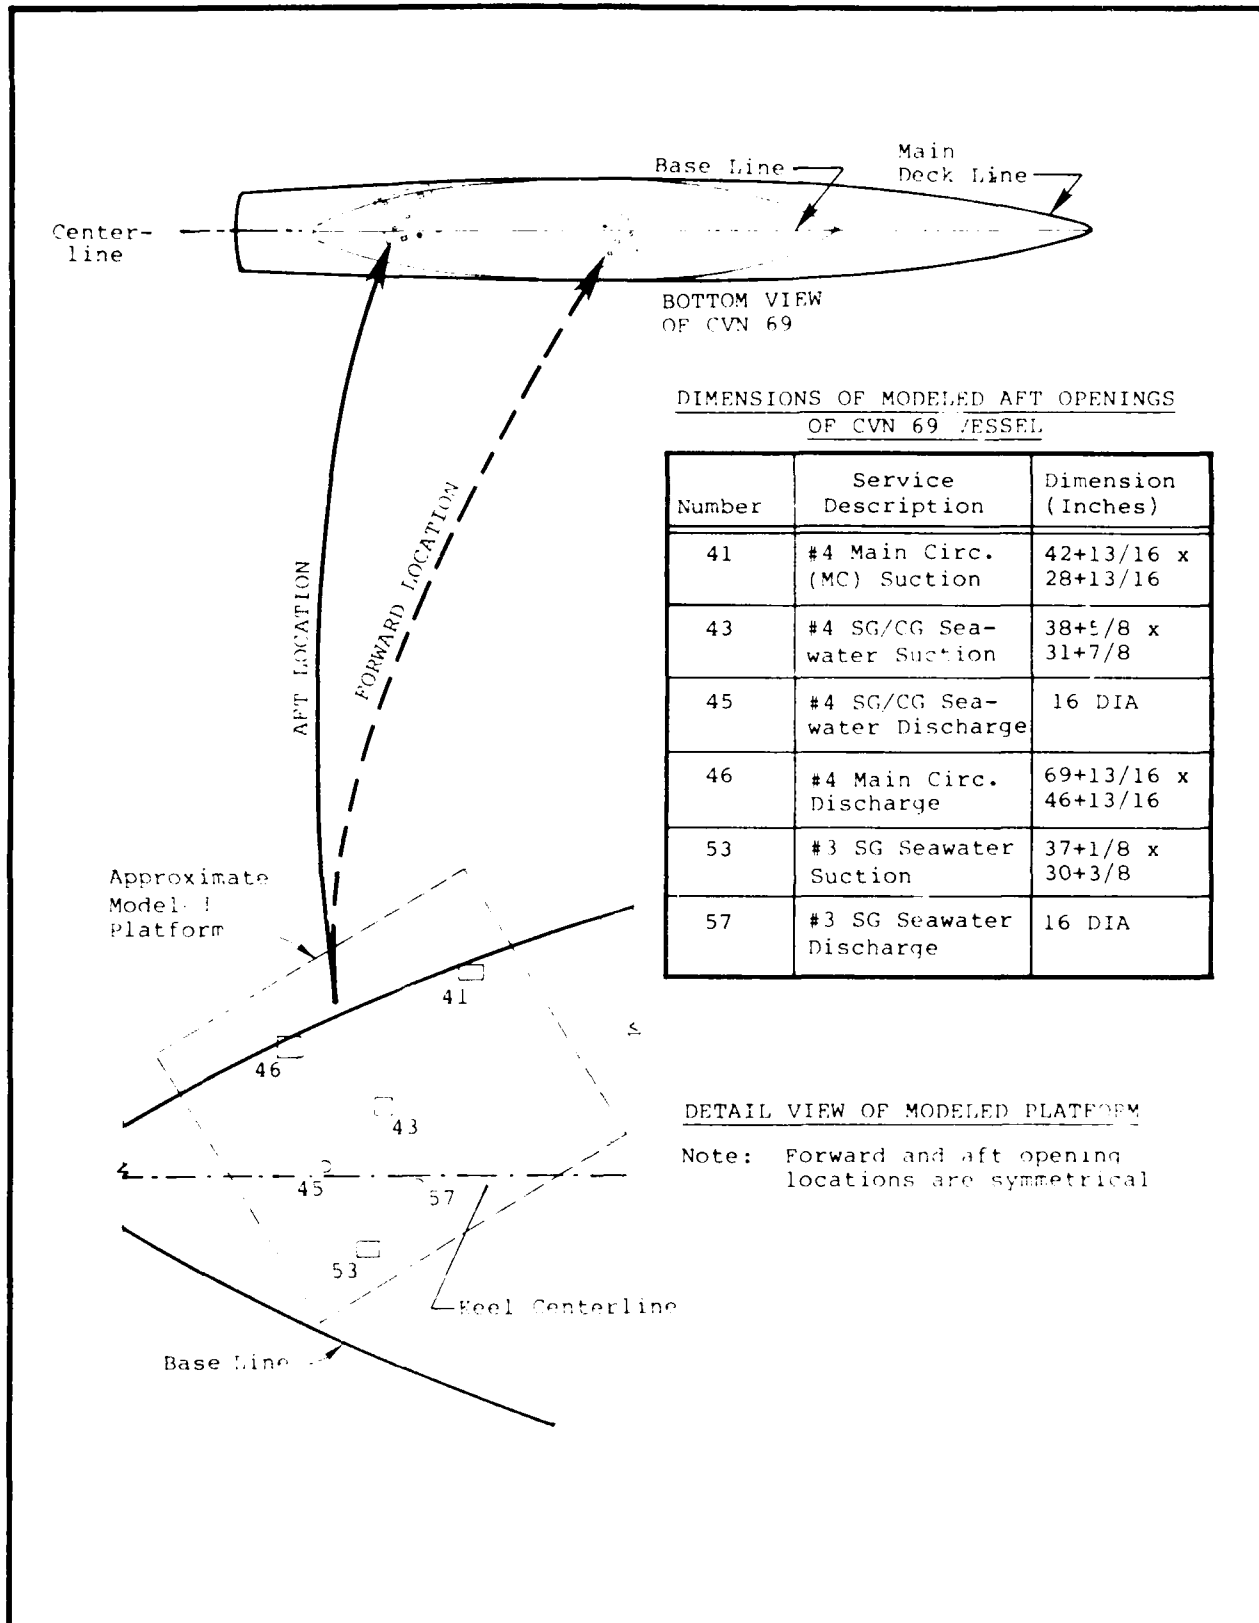 Main
Deck Line
Base Line
Center-
line
BOTTOM VIEW
OF CVN 69
AFT LOCATION
FORWARD LOCATION
DIMENSIONS OF MODELED AFT OPENINGS
OF CVN 69 VESSEL
Number
Service
Description
Dimension
(Inches)
41
#4 Main Circ.
(MC) Suction
42+13/16 x
28+13/16
43
#4 SG/CG Sea-
water Suction
38+5/8 x
31+7/8
45
#4 SG/CG Sea-
water Discharge
16 DIA
46
#4 Main Circ.
Discharge
69+13/16 x
46+13/16
53
#3 SG Seawater
Suction
37+1/8 x
30+3/8
57
#3 SG Seawater
Discharge
16 DIA
Approximate
Platform
41
46
43
45
57
53
Keel Centerline
Base Line
DETAIL VIEW OF MODELED PLATFORM
Note: Forward and aft opening
locations are symmetrical